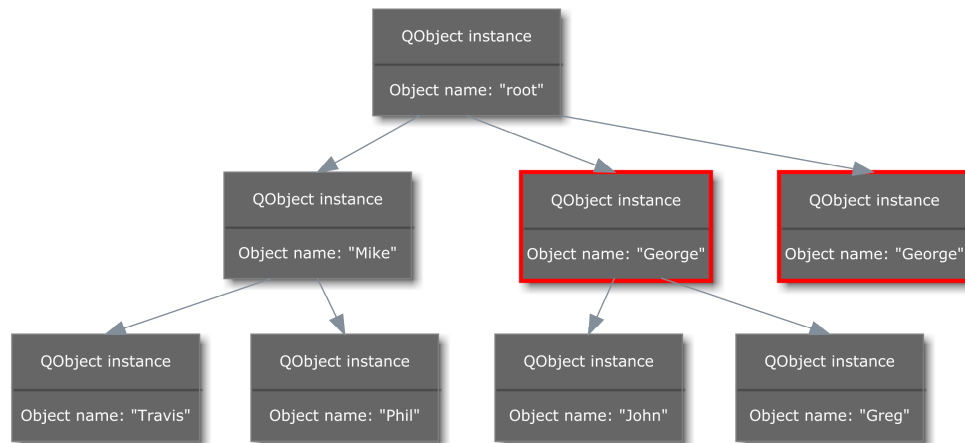 QObject instance
Object name: "root"
QObject instance
Object name: "Mike"
QObject instance
Object name: "George"
QObject instance
Object name: "George"
QObject instance
Object name: "Travis"
QObject instance
Object name: "Phil"
QObject instance
Object name: "John"
QObject instance
Object name: "Greg"